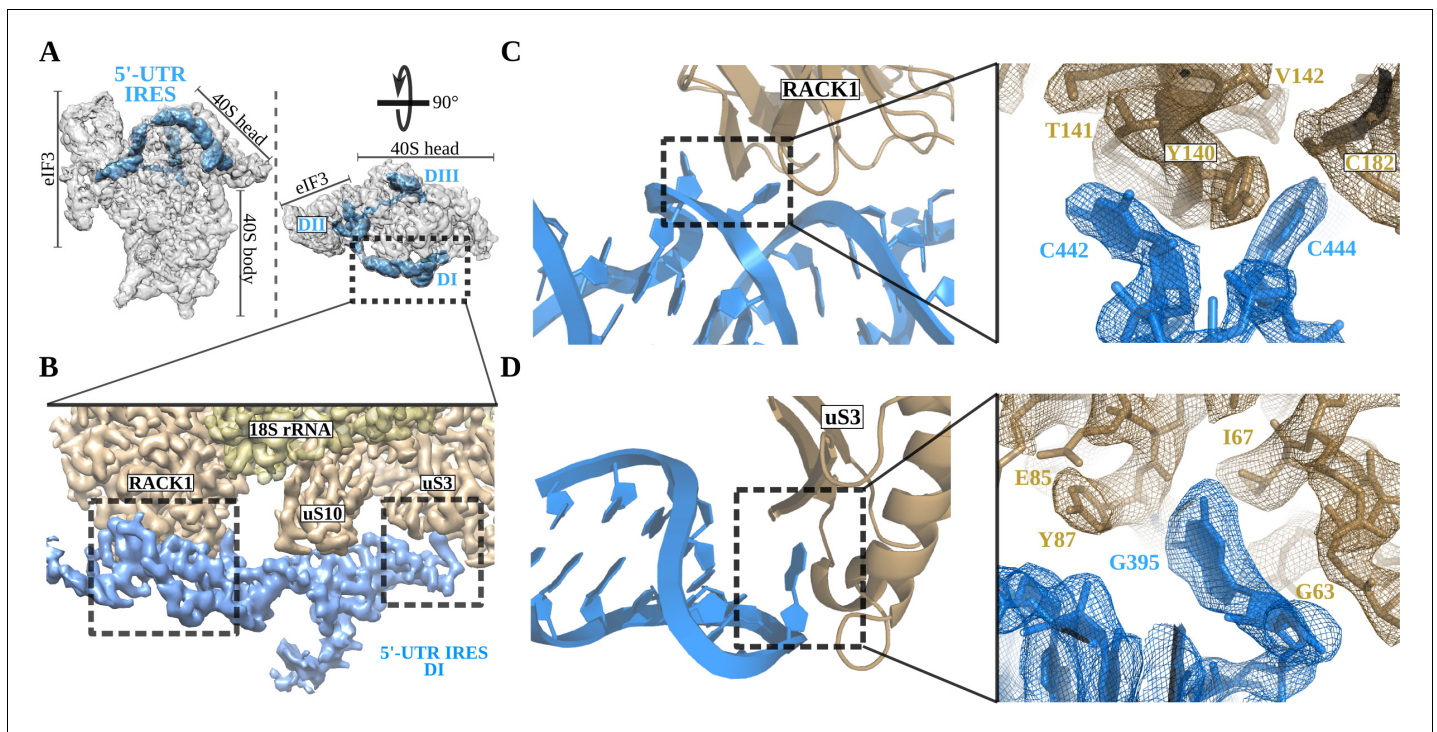 A
5'-UTR
IRES
40S head
eIF3
40S body
90°
40S head
eIF3
DIII
DII
DI
B
18S rRNA
RACK1
uS3
uS10
5'-UTR IRES
DI
C
RACK1
V142
T141
Y140
C182
C442
C444
D
uS3
I67
E85
Y87
G395
G63